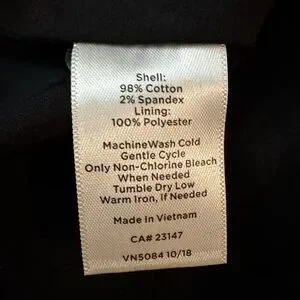 Shell:
98% Cotton
2% Spandex
Lining:
100% Polyester
MachineWash Cold
Gentle Cycle
Only Non-Chlorine Bleach
When Needed
Tumble Dry Low
Warm Iron, If Needed
Made In Vietnam
CA# 23147
VN5084 10/18